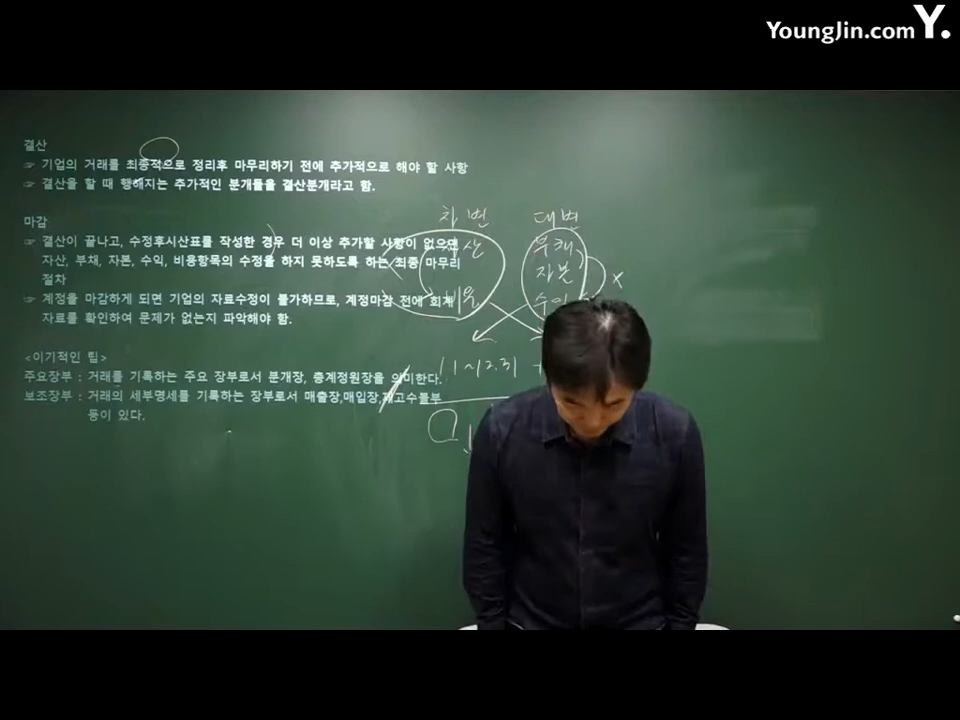 YoungJin.com Y.
결산
☞ 기업의 거래를 최종적으로 정리후 마무리하기 전에 추가적으로 해야 할 사항
☞ 결산을 할 때 행해지는 추가적인 분개들을 결산분개라고 함.
마감
☞ 결산이 끝나고, 수정후시산표를 작성한 경우 더 이상 추가할 사항이 없으면
자산, 부채, 자본, 수익, 비용항목의 수정을 하지 못하도록 하는 최종 마무리
절차
☞ 계정을 마감하게 되면 기업의 자료수정이 불가하므로, 계정마감 전에 회계
자료를 확인하여 문제가 없는지 파악해야 함.
<이기적인 팁>
주요장부 : 거래를 기록하는 주요 장부로서 분개장, 총계정원장을 의미한다.
보조장부 : 거래의 세부명세를 기록하는 장부로서 매출장,매입장,재고수불부
등이 있다.
차변 대변
산 부채
자본
비용 수익
1.1~12.31